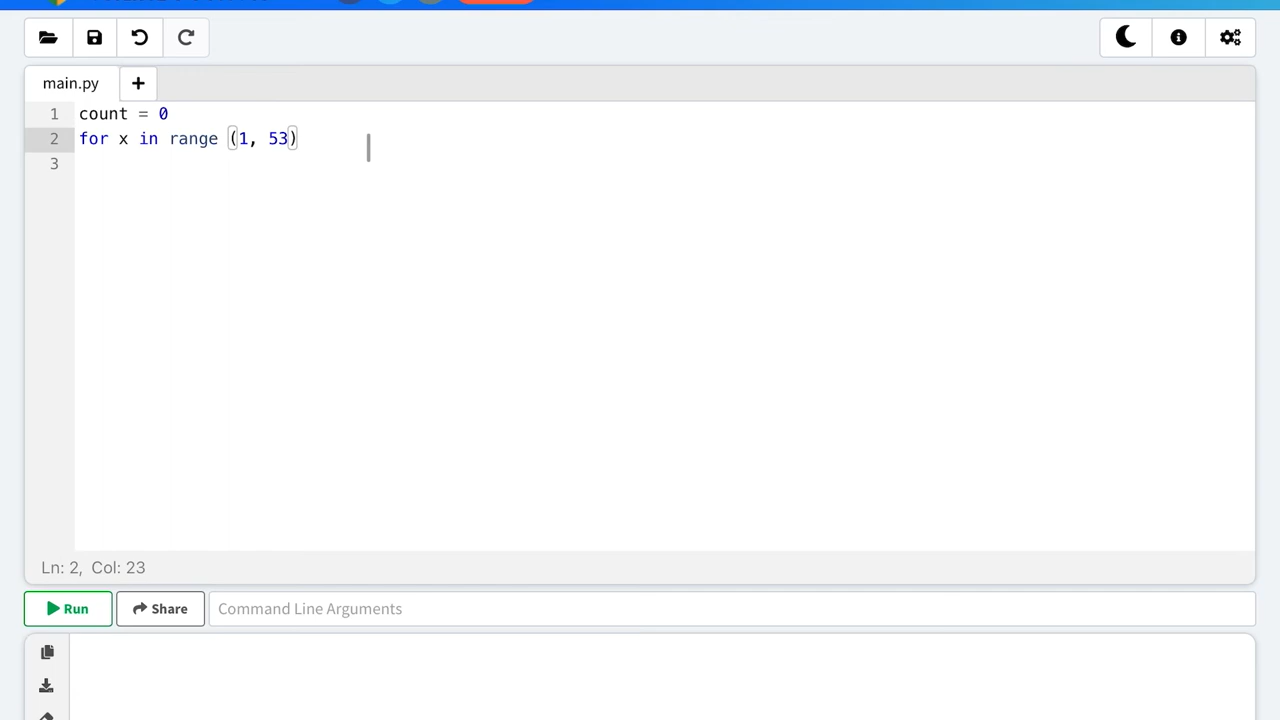 main.py
+
1 count = 0
2 for x in range (1, 53)
3
Ln: 2, Col: 23
Run Share Command Line Arguments